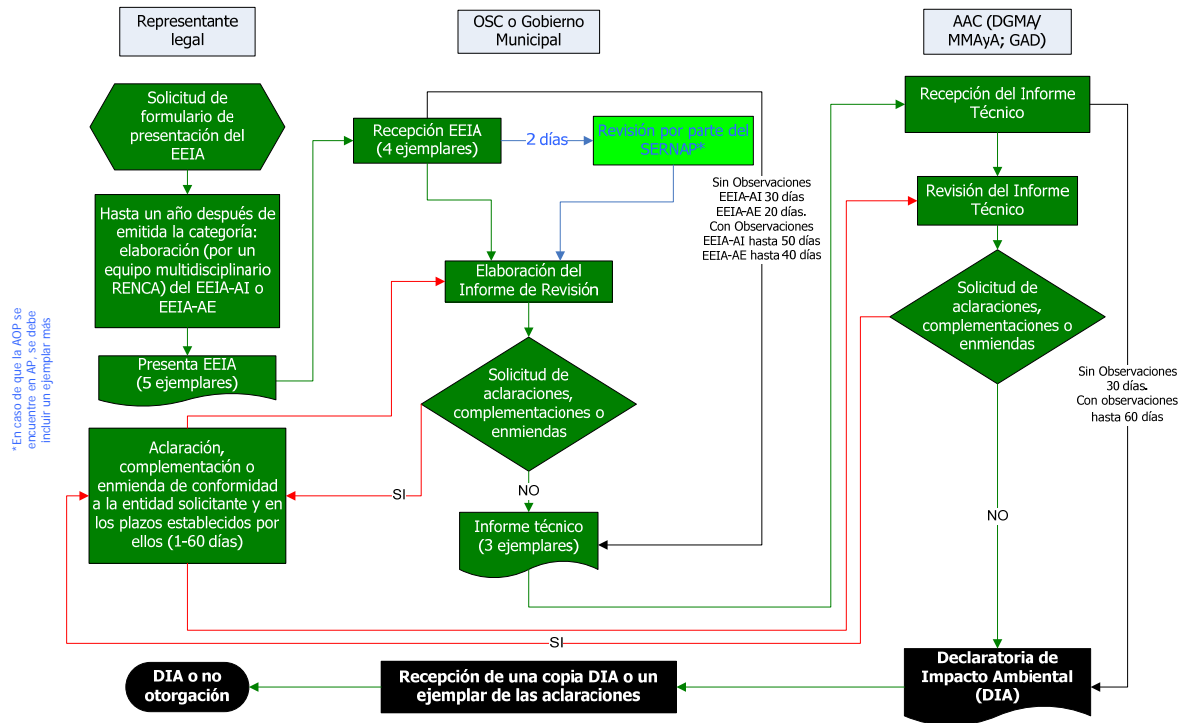 Representante
legal
OSC o Gobierno
Municipal
AAC (DGMA/
MMAyA; GAD)
Solicitud de
formulario de
presentación del
EEIA
Hasta un año después de
emitida la categoría:
elaboración (por un
equipo multidisciplinario
RENCA) del EEIA-AI o
EEIA-AE
Presenta EEIA
(5 ejemplares)
*En caso de que la AOP se
encuentre en AP, se debe
incluir un ejemplar más
Aclaración,
complementación o
enmienda de conformidad
a la entidad solicitante y en
los plazos establecidos por
ellos (1-60 días)
Recepción EEIA
(4 ejemplares)
2 días
Revisión por parte del
SERNAP*
Sin Observaciones
EEIA-AI 30 días
EEIA-AE 20 días.
Con Observaciones
EEIA-AI hasta 50 días
EEIA-AE hasta 40 días
Elaboración del
Informe de Revisión
Solicitud de
aclaraciones,
complementaciones o
enmiendas
SI
NO
Informe técnico
(3 ejemplares)
Recepción del Informe
Técnico
Revisión del Informe
Técnico
Solicitud de
aclaraciones,
complementaciones o
enmiendas
Sin Observaciones
30 días.
Con observaciones
hasta 60 días
NO
SI
Declaratoria de
Impacto Ambiental
(DIA)
Recepción de una copia DIA o un
ejemplar de las aclaraciones
DIA o no
otorgación